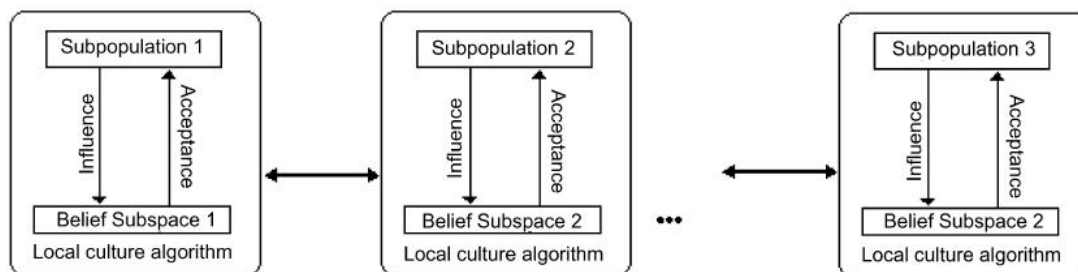 Subpopulation 1
Influence
Acceptance
Belief Subspace 1
Local culture algorithm
Subpopulation 2
Influence
Acceptance
Belief Subspace 2
Local culture algorithm
...
Subpopulation 3
Influence
Acceptance
Belief Subspace 2
Local culture algorithm